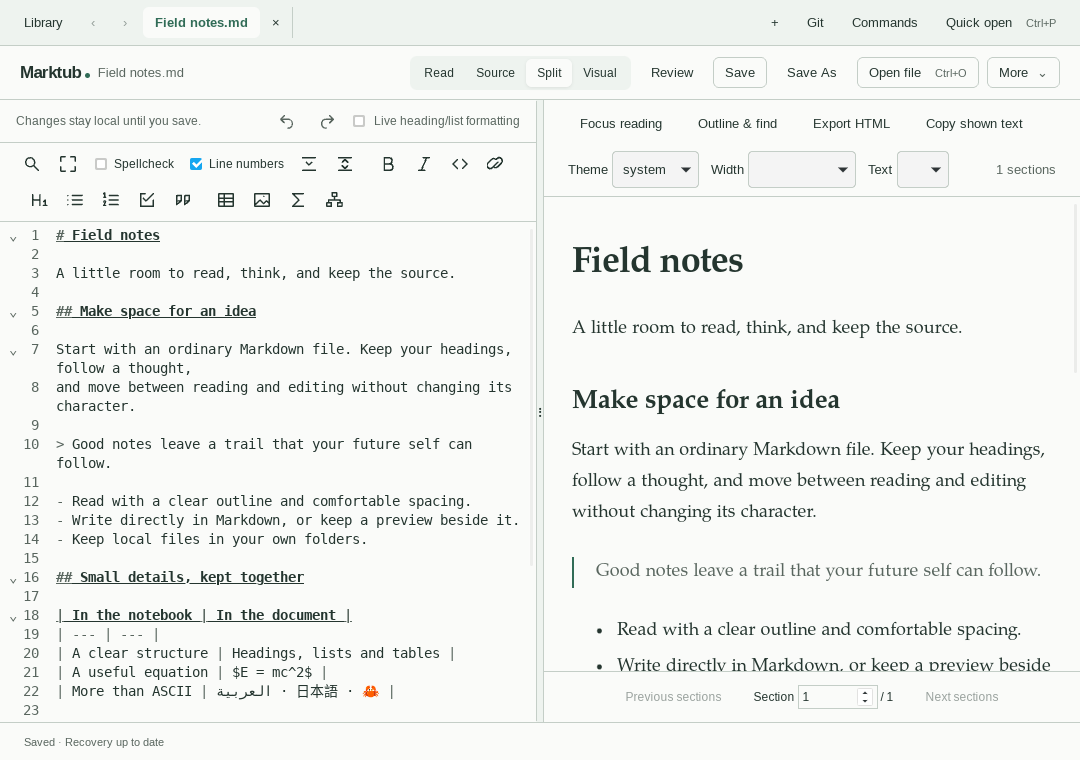 Library ‹ › Field notes.md × + Git Commands Quick open Ctrl+P
Marktub Field notes.md Read Source Split Visual Review Save Save As Open file Ctrl+O More
Changes stay local until you save. Live heading/list formatting
Spellcheck Line numbers
H1
1 # Field notes
2
3 A little room to read, think, and keep the source.
4
5 ## Make space for an idea
6
7 Start with an ordinary Markdown file. Keep your headings,
follow a thought,
8 and move between reading and editing without changing its
character.
9
10 > Good notes leave a trail that your future self can
follow.
11
12 - Read with a clear outline and comfortable spacing.
13 - Write directly in Markdown, or keep a preview beside it.
14 - Keep local files in your own folders.
15
16 ## Small details, kept together
17
18 | In the notebook | In the document |
19 | --- | --- |
20 | A clear structure | Headings, lists and tables |
21 | A useful equation | $E = mc^2$ |
22 | More than ASCII | العربية · 日本語 · 🦀 |
23
Focus reading Outline & find Export HTML Copy shown text
Theme system Width Text 1 sections
Field notes
A little room to read, think, and keep the source.
Make space for an idea
Start with an ordinary Markdown file. Keep your headings,
follow a thought, and move between reading and editing
without changing its character.
Good notes leave a trail that your future self can follow.
• Read with a clear outline and comfortable spacing.
• Write directly in Markdown, or keep a preview beside
Previous sections Section 1 / 1 Next sections
Saved · Recovery up to date